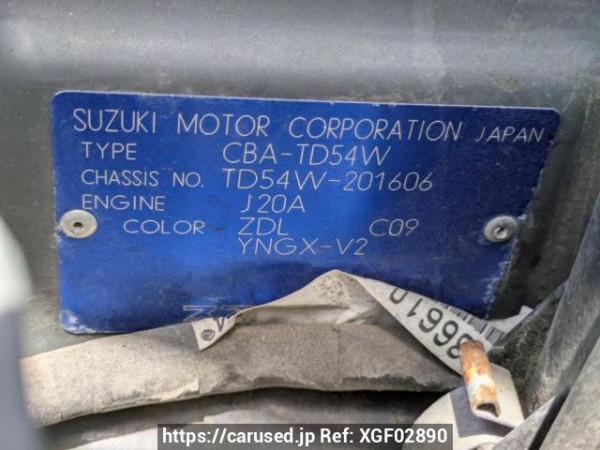 SUZUKI MOTOR CORPORATION JAPAN
TYPE CBA-TD54W
CHASSIS NO. TD54W-201606
ENGINE J20A
COLOR ZDL C09
YNGX-V2
https://carused.jp Ref: XGF02890